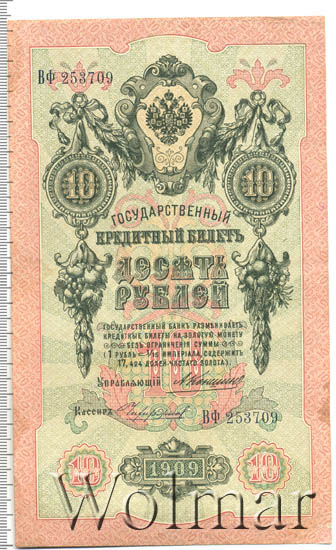 ВФ 253709
10
10
ГОСУДАРСТВЕННЫЙ
КРЕДИТНЫЙ БИЛЕТЪ
ДЕСЯТЬ
РУБЛЕЙ
(ГОСУДАРСТВЕННЫЙ БАНКЪ РАЗМѢНИВАЕТЪ
КРЕДИТНЫЕ БИЛЕТЫ НА ЗОЛОТУЮ МОНЕТУ
БЕЗЪ ОГРАНИЧЕНІЯ СУММЫ
(1 РУБЛЬ = 1/15 ИМПЕРІАЛА, СОДЕРЖИТЪ
17,424 ДОЛЕЙ ЧИСТАГО ЗОЛОТА).
Управляющій
Кассиръ
ВФ 253709
10
1909
10
Wolmar